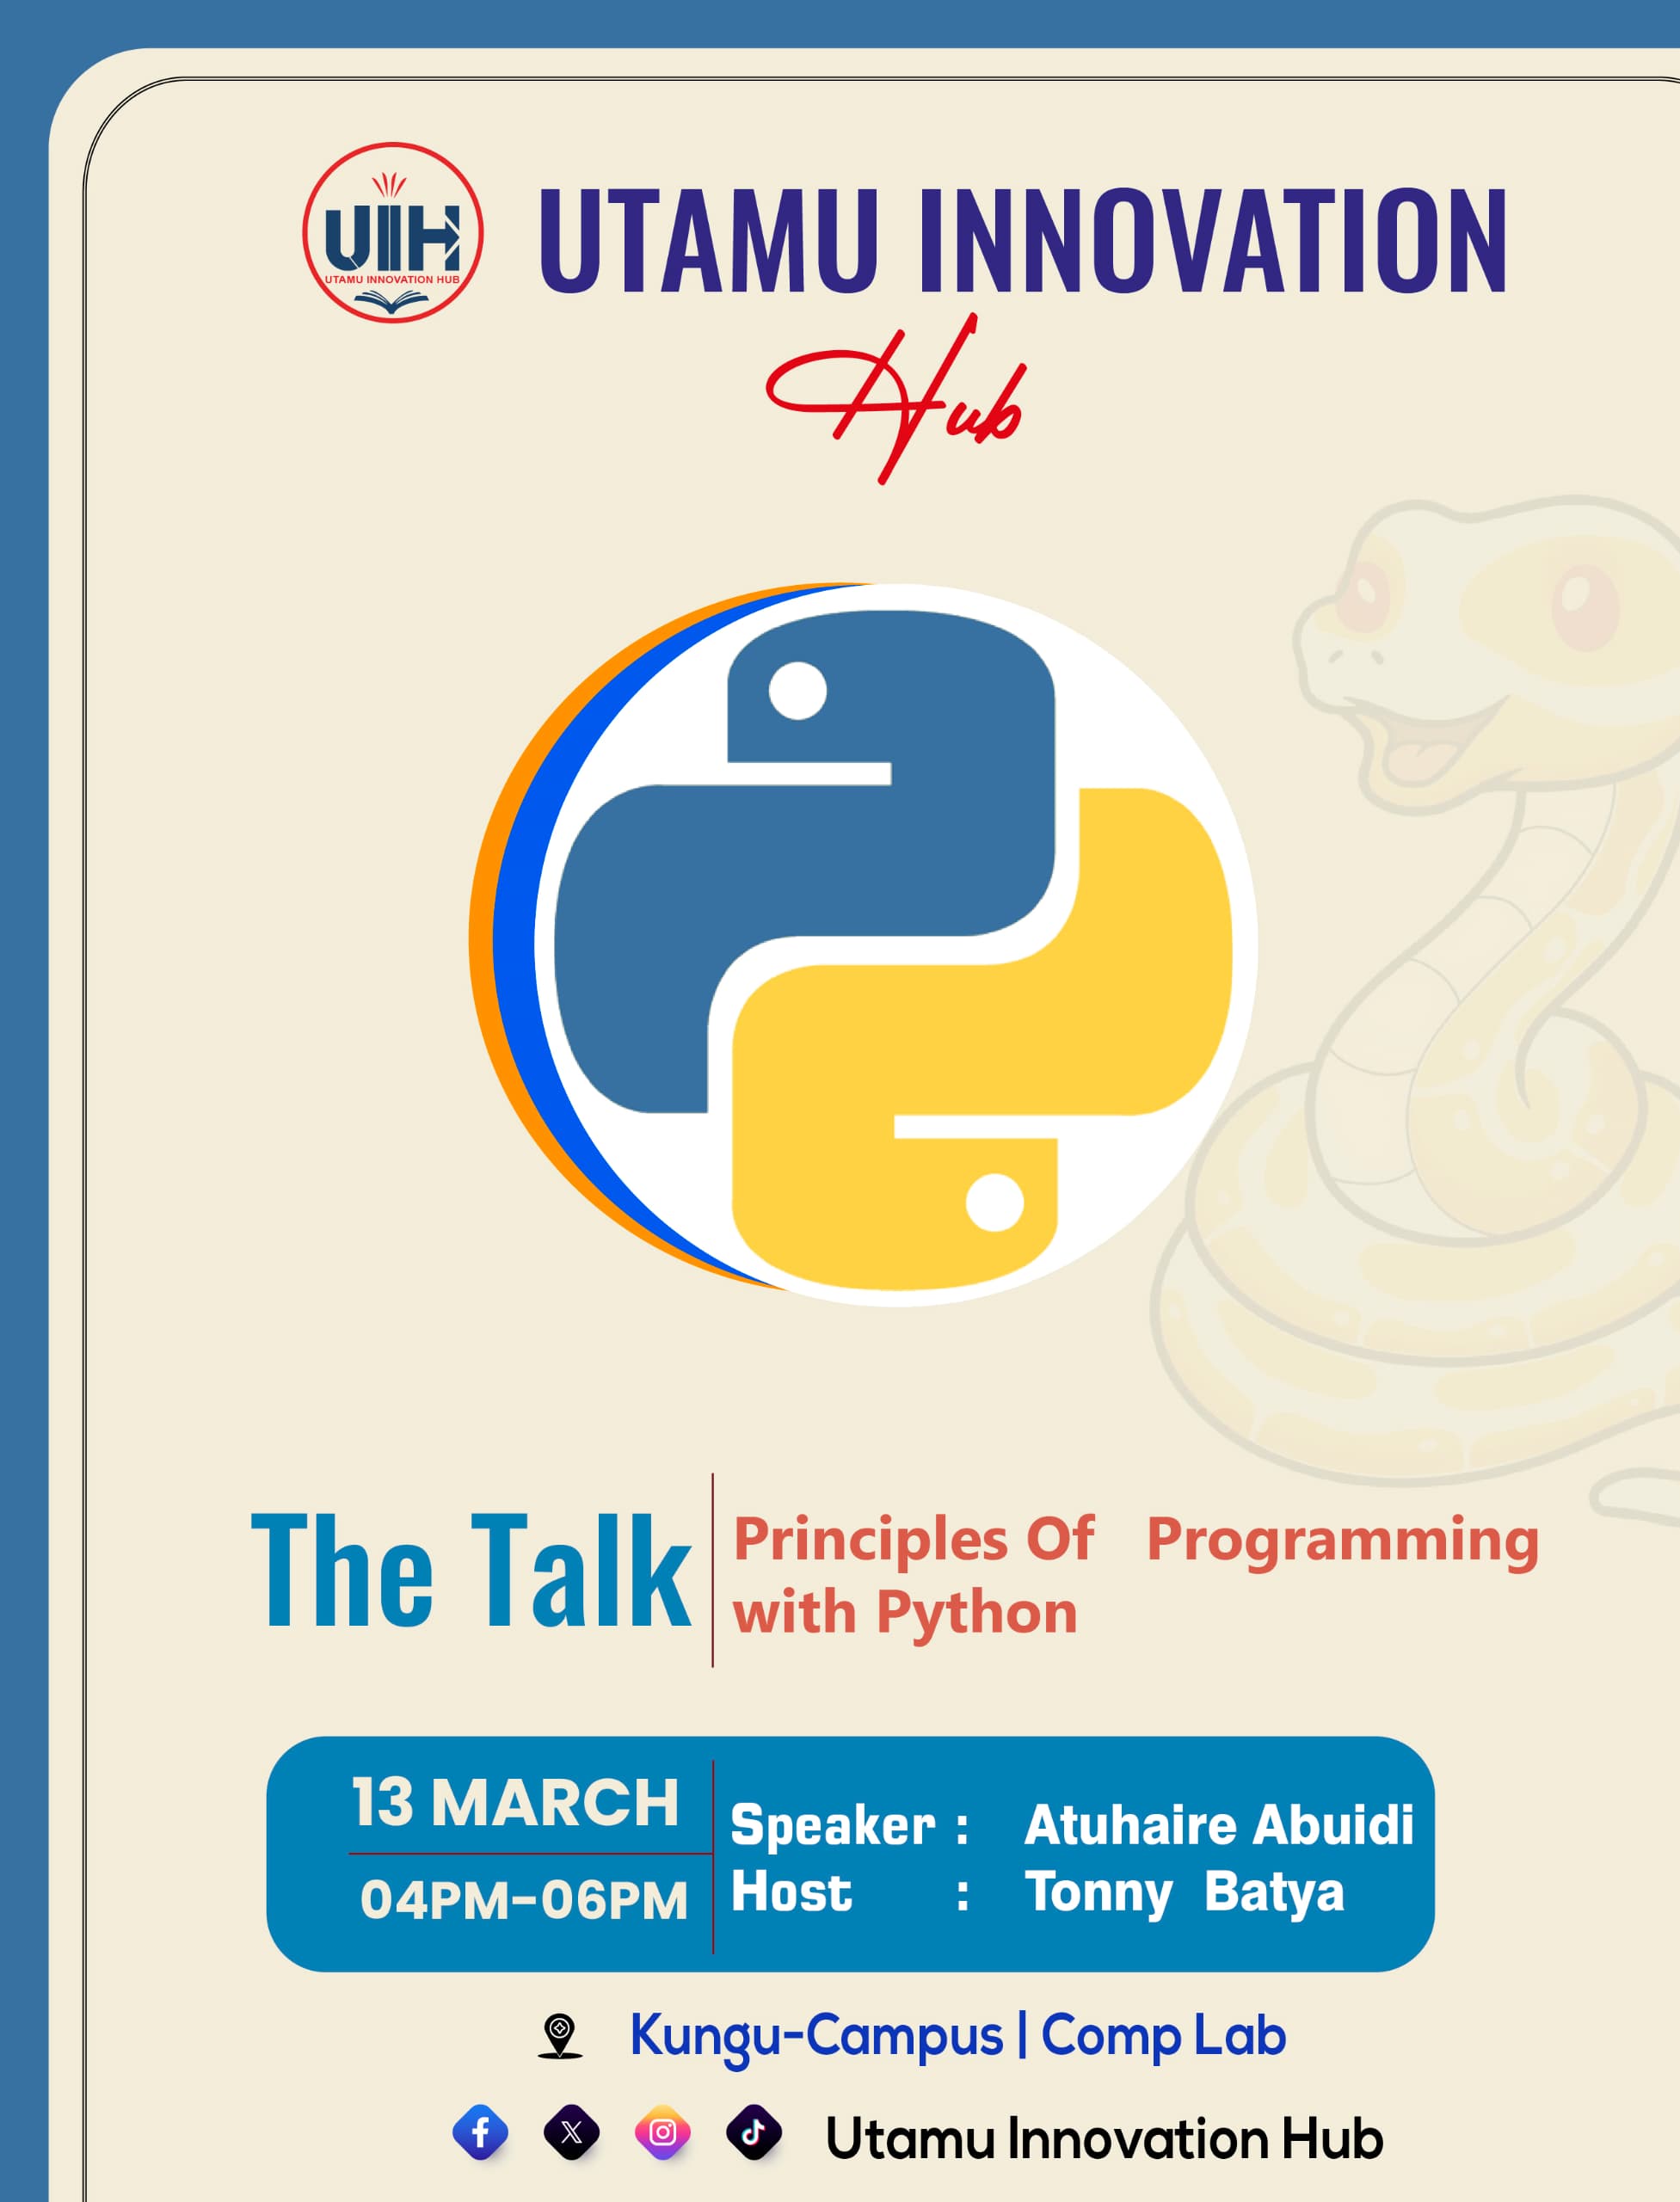 UIH
UTAMU INNOVATION HUB
UTAMU INNOVATION
Hub
The Talk
Principles Of Programming
with Python
13 MARCH
04PM-06PM
Speaker : Atuhaire Abuidi
Host : Tonny Batya
Kungu-Campus | Comp Lab
Utamu Innovation Hub